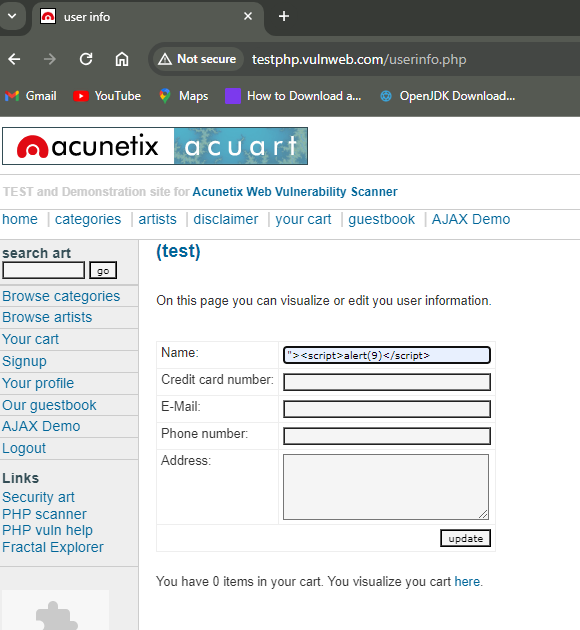 user info
Not secure testphp.vulnweb.com/userinfo.php
Gmail YouTube Maps How to Download a... OpenJDK Download...
acunetix acuart
TEST and Demonstration site for Acunetix Web Vulnerability Scanner
home | categories | artists | disclaimer | your cart | guestbook | AJAX Demo
search art
go
Browse categories
Browse artists
Your cart
Signup
Your profile
Our guestbook
AJAX Demo
Logout
Links
Security art
PHP scanner
PHP vuln help
Fractal Explorer
(test)
On this page you can visualize or edit you user information.
Name: "><script>alert(9)</script>
Credit card number:
E-Mail:
Phone number:
Address:
update
You have 0 items in your cart. You visualize you cart here.